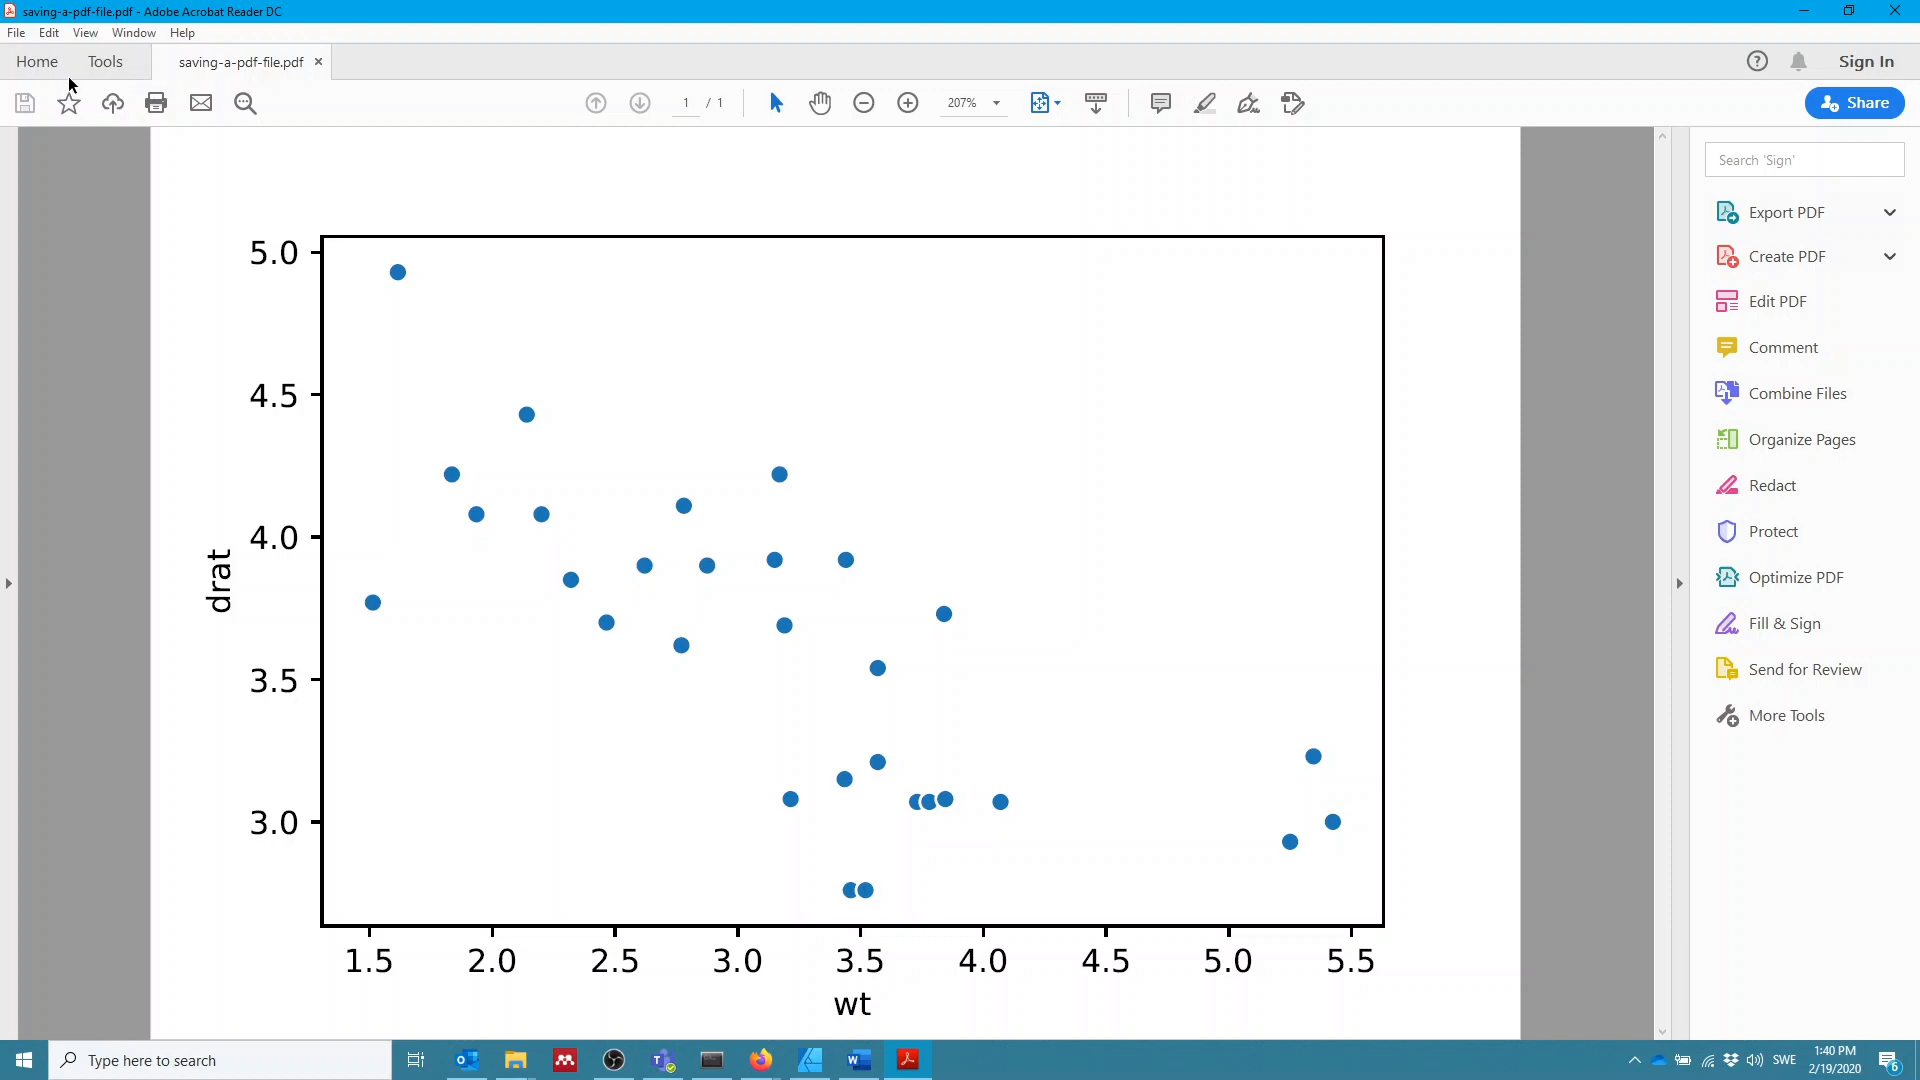 saving-a-pdf-file.pdf - Adobe Acrobat Reader DC
File Edit View Window Help
Home Tools saving-a-pdf-file.pdf × Sign In
1 / 1 207% Share
Search 'Sign'
Export PDF
Create PDF
Edit PDF
Comment
Combine Files
Organize Pages
Redact
Protect
Optimize PDF
Fill & Sign
Send for Review
More Tools
5.0
4.5
4.0
3.5
3.0
drat
1.5 2.0 2.5 3.0 3.5 4.0 4.5 5.0 5.5
wt
Type here to search
SWE
1:40 PM
2/19/2020
6